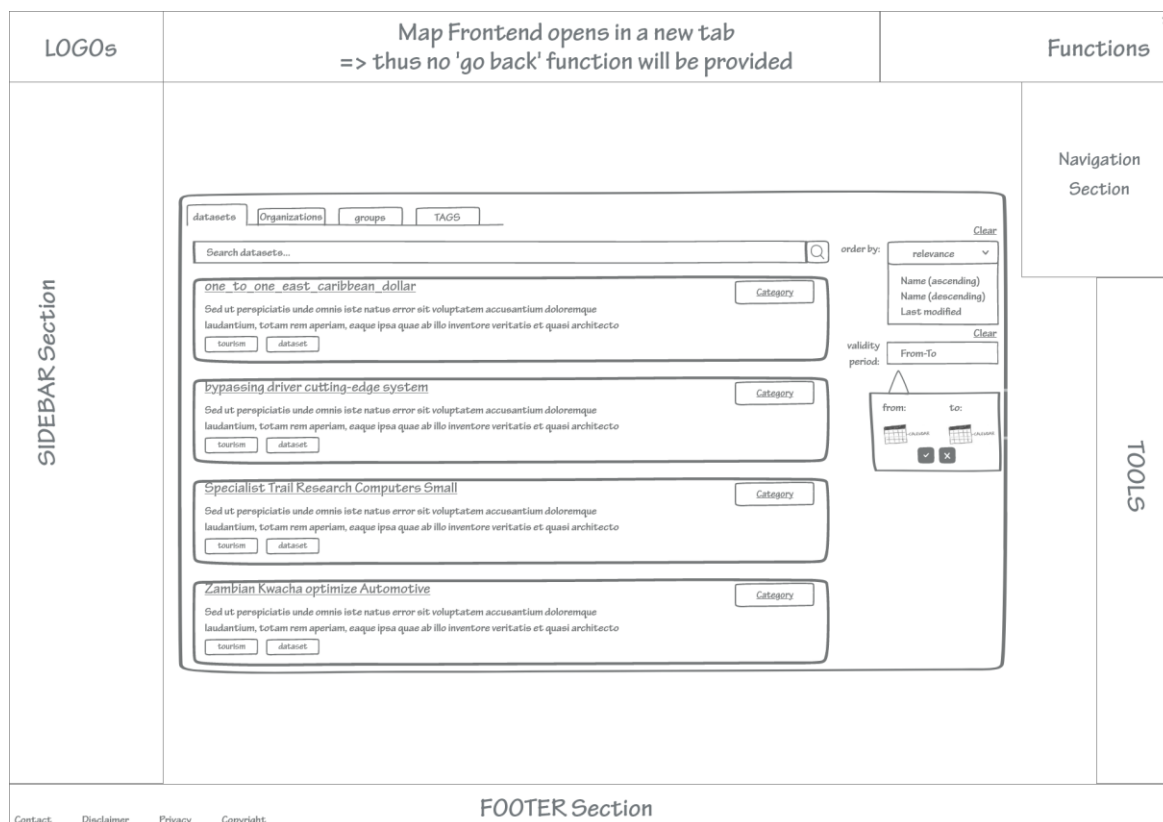 LOGOs
Map Frontend opens in a new tab
=> thus no 'go back' function will be provided
Functions
Navigation
Section
SIDEBAR Section
TOOLS
datasets
Organizations
groups
TAGS
Clear
Search datasets...
order by:
relevance
Name (ascending)
Name (descending)
Last modified
Clear
validity
period:
From-To
from:
to:
one_to_one_east_caribbean_dollar
Category
Sed ut perspiciatis unde omnis iste natus error sit voluptatem accusantium doloremque
laudantium, totam rem aperiam, eaque ipsa quae ab illo inventore veritatis et quasi architecto
tourism
dataset
bypassing driver cutting-edge system
Category
Sed ut perspiciatis unde omnis iste natus error sit voluptatem accusantium doloremque
laudantium, totam rem aperiam, eaque ipsa quae ab illo inventore veritatis et quasi architecto
tourism
dataset
Specialist Trail Research Computers Small
Category
Sed ut perspiciatis unde omnis iste natus error sit voluptatem accusantium doloremque
laudantium, totam rem aperiam, eaque ipsa quae ab illo inventore veritatis et quasi architecto
tourism
dataset
Zambian Kwacha optimize Automotive
Category
Sed ut perspiciatis unde omnis iste natus error sit voluptatem accusantium doloremque
laudantium, totam rem aperiam, eaque ipsa quae ab illo inventore veritatis et quasi architecto
tourism
dataset
FOOTER Section
Contact
Disclaimer
Privacy
Copyright